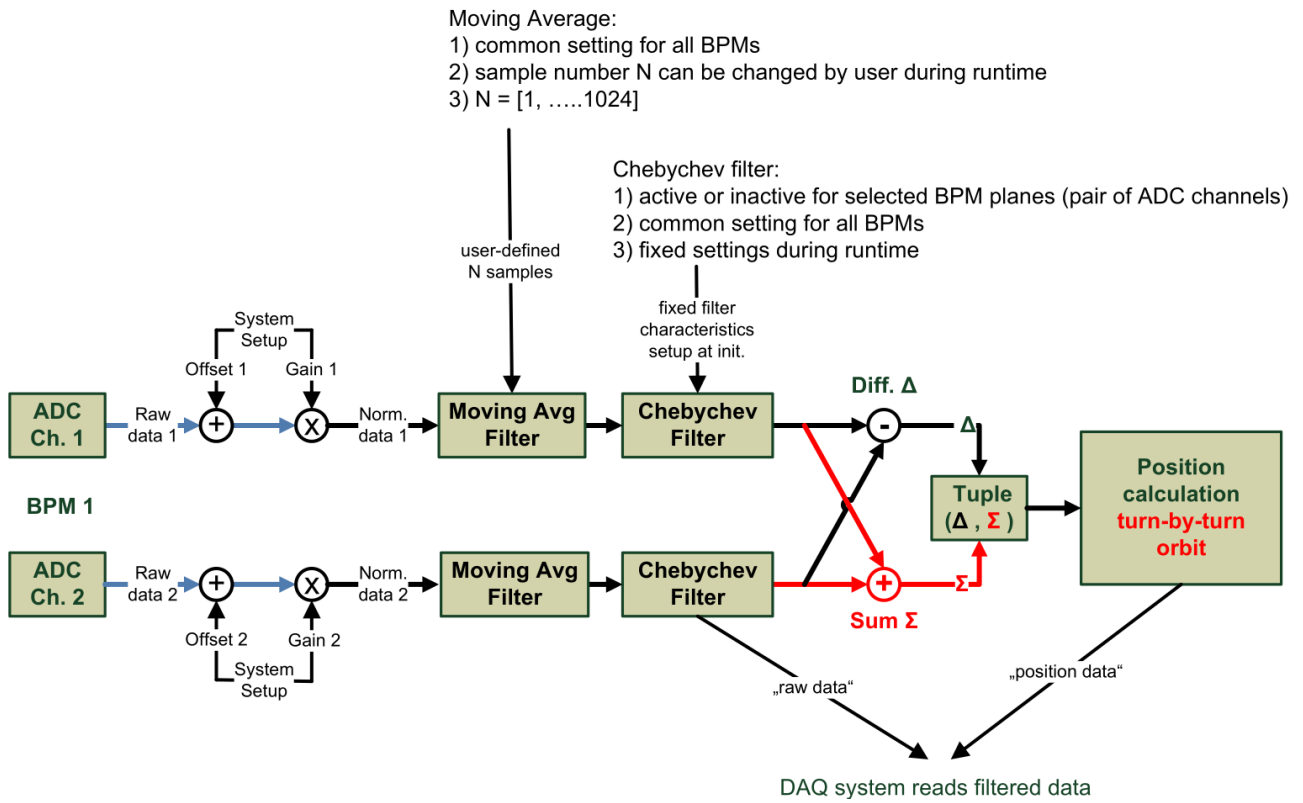 Moving Average:
1) common setting for all BPMs
2) sample number N can be changed by user during runtime
3) N = [1, …..1024]
Chebychev filter:
1) active or inactive for selected BPM planes (pair of ADC channels)
2) common setting for all BPMs
3) fixed settings during runtime
user-defined
N samples
fixed filter
characteristics
setup at init.
System
Setup
Offset 1
Gain 1
Diff. Δ
ADC
Ch. 1
Raw
data 1
+
X
Norm.
data 1
Moving Avg
Filter
Chebychev
Filter
-
Δ
Tuple
(Δ , Σ )
Position
calculation
turn-by-turn
orbit
BPM 1
ADC
Ch. 2
Raw
data 2
+
X
Norm.
data 2
Moving Avg
Filter
Chebychev
Filter
+
Σ
Sum Σ
Offset 2
Gain 2
System
Setup
„raw data“
„position data“
DAQ system reads filtered data